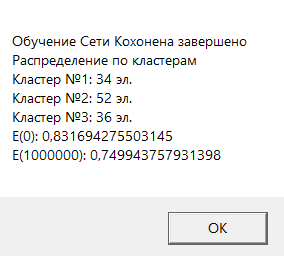 Обучение Сети Кохонена завершено
Распределение по кластерам
Кластер №1: 34 эл.
Кластер №2: 52 эл.
Кластер №3: 36 эл.
E(0): 0,831694275503145
E(1000000): 0,749943757931398
OK